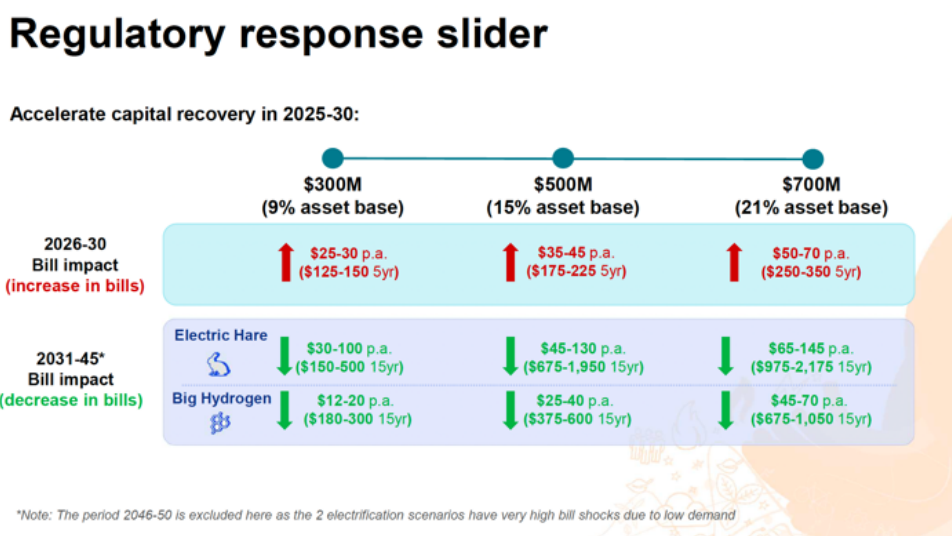 Regulatory response slider
Accelerate capital recovery in 2025-30:
$300M
(9% asset base)
$500M
(15% asset base)
$700M
(21% asset base)
2026-30
Bill impact
(increase in bills)
$25-30 p.a.
($125-150 5yr)
$35-45 p.a.
($175-225 5yr)
$50-70 p.a.
($250-350 5yr)
2031-45*
Bill impact
(decrease in bills)
Electric Hare
$30-100 p.a.
($150-500 15yr)
$45-130 p.a.
($675-1,950 15yr)
$65-145 p.a.
($975-2,175 15yr)
Big Hydrogen
$12-20 p.a.
($180-300 15yr)
$25-40 p.a.
($375-600 15yr)
$45-70 p.a.
($675-1,050 15yr)
*Note: The period 2046-50 is excluded here as the 2 electrification scenarios have very high bill shocks due to low demand